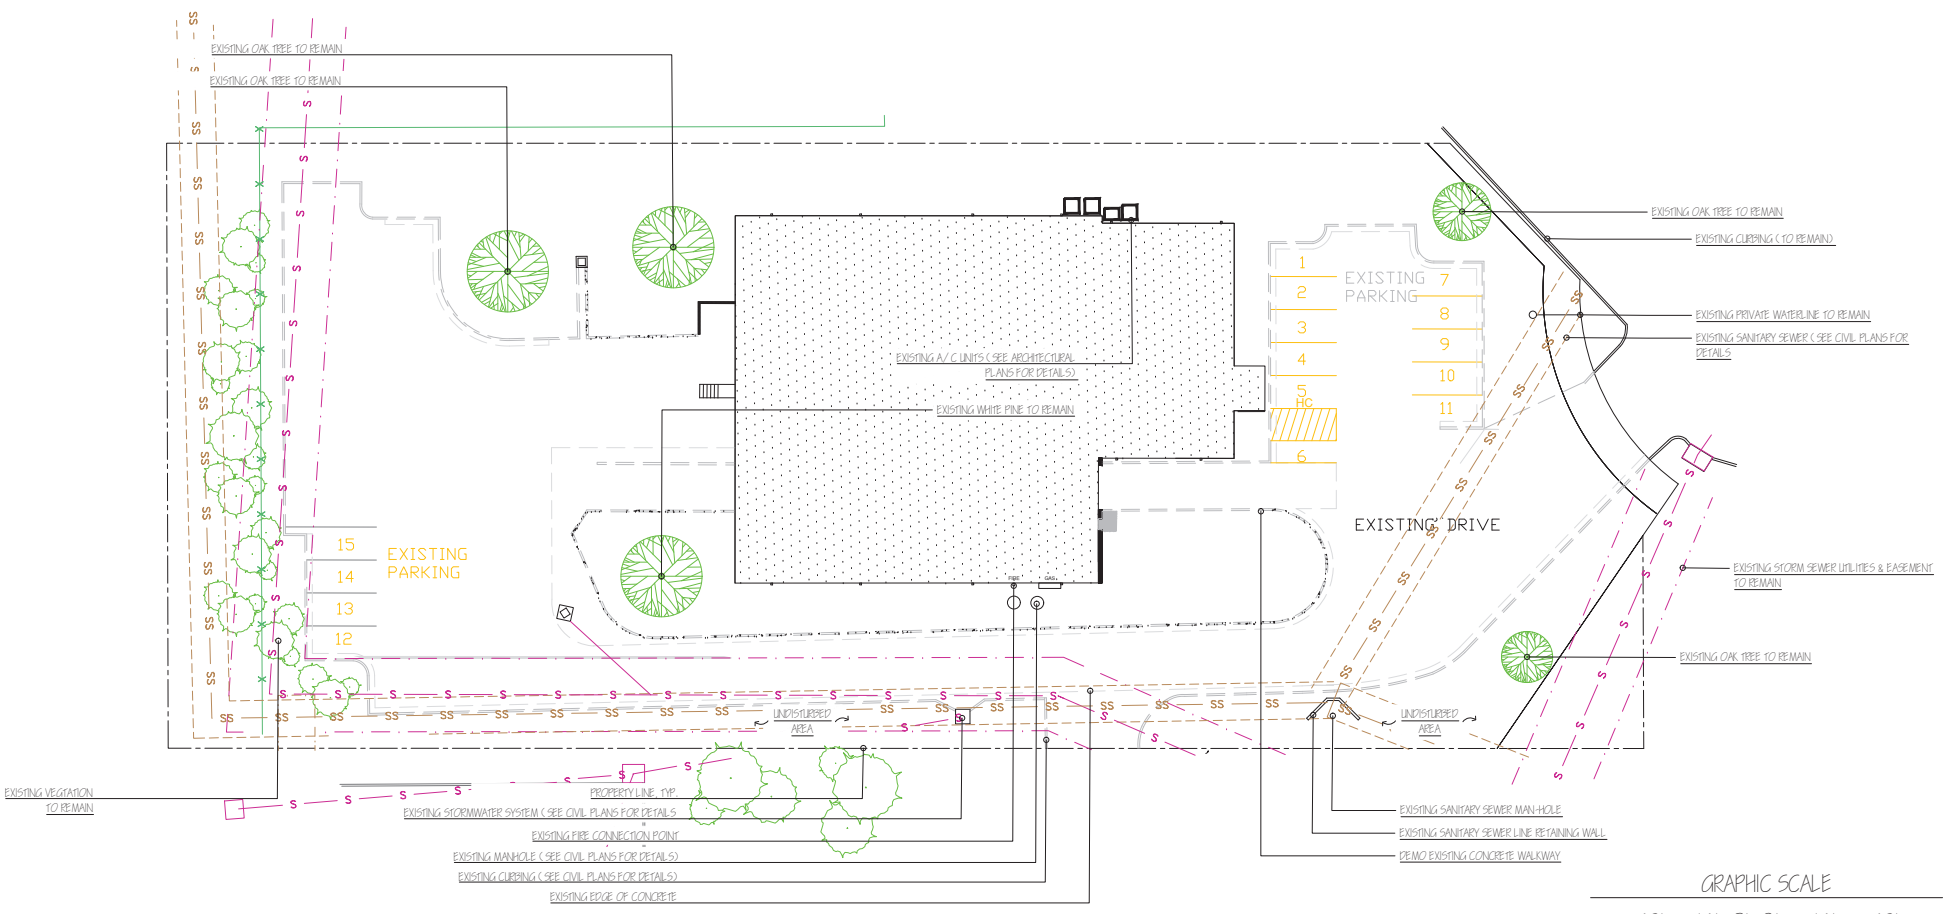 EXISTING OAK TREE TO REMAIN
EXISTING OAK TREE TO REMAIN
EXISTING OAK TREE TO REMAIN
EXISTING CURBING ( TO REMAIN)
EXISTING PRIVATE WATERLINE TO REMAIN
EXISTING SANITARY SEWER ( SEE CIVIL PLANS FOR
DETAILS
1
2
3
4
5
HC
6
EXISTING
PARKING
7
8
9
10
11
EXISTING A/ C UNITS ( SEE ARCHITECTURAL
PLANS FOR DETAILS)
EXISTING WHITE PINE TO REMAIN
EXISTING DRIVE
15
14
13
12
EXISTING
PARKING
FIRE
GAS
EXISTING STORM SEWER UTILITIES & EASEMENT
TO REMAIN
EXISTING OAK TREE TO REMAIN
UNDISTURBED
AREA
UNDISTURBED
AREA
EXISTING VEGTATION
TO REMAIN
PROPERTY LINE, TYP.
EXISTING STORMWATER SYSTEM ( SEE CIVIL PLANS FOR DETAILS
EXISTING FIRE CONNECTION POINT
EXISTING MANHOLE ( SEE CIVIL PLANS FOR DETAILS)
EXISTING CURBING ( SEE CIVIL PLANS FOR DETAILS)
EXISTING EDGE OF CONCRETE
EXISTING SANITARY SEWER MAN-HOLE
EXISTING SANITARY SEWER LINE RETAINING WALL
DEMO EXISTING CONCRETE WALKWAY
GRAPHIC SCALE